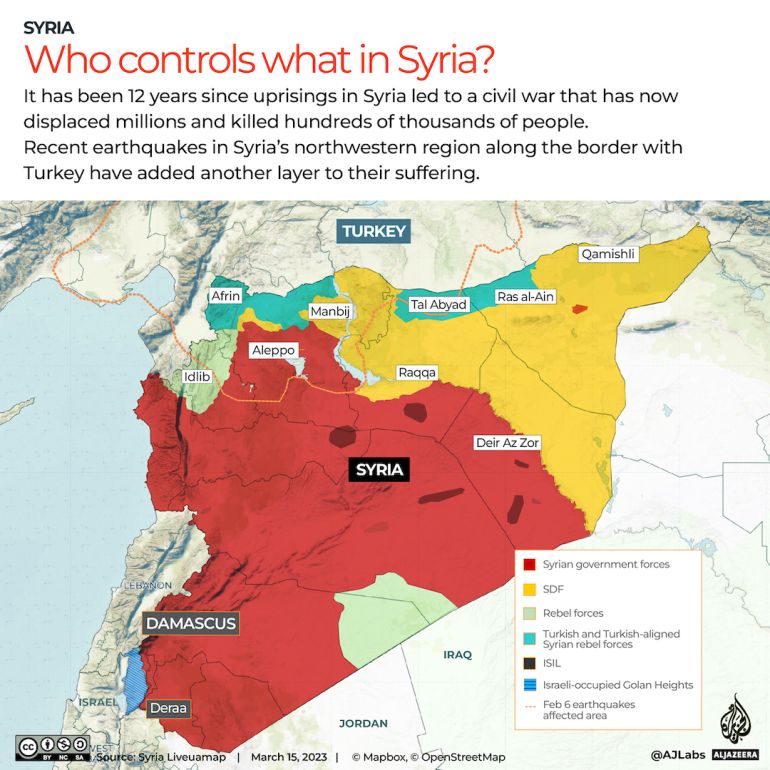 SYRIA
Who controls what in Syria?
It has been 12 years since uprisings in Syria led to a civil war that has now
displaced millions and killed hundreds of thousands of people.
Recent earthquakes in Syria's northwestern region along the border with
Turkey have added another layer to their suffering.
TURKEY
Qamishli
Afrin
Ras al-Ain
Tal Abyad
Manbij
Aleppo
Idlib
Raqqa
Deir Az Zor
SYRIA
LEBANON
DAMASCUS
IRAQ
ISRAEL
Deraa
JORDAN
WEST
Syrian government forces
SDF
Rebel forces
Turkish and Turkish-aligned
Syrian rebel forces
ISIL
Israeli-occupied Golan Heights
Feb 6 earthquakes
affected area
cc BY NC SA
Source: Syria Liveuamap | March 15, 2023 | © Mapbox, © OpenStreetMap
@AJLabs ALJAZEERA